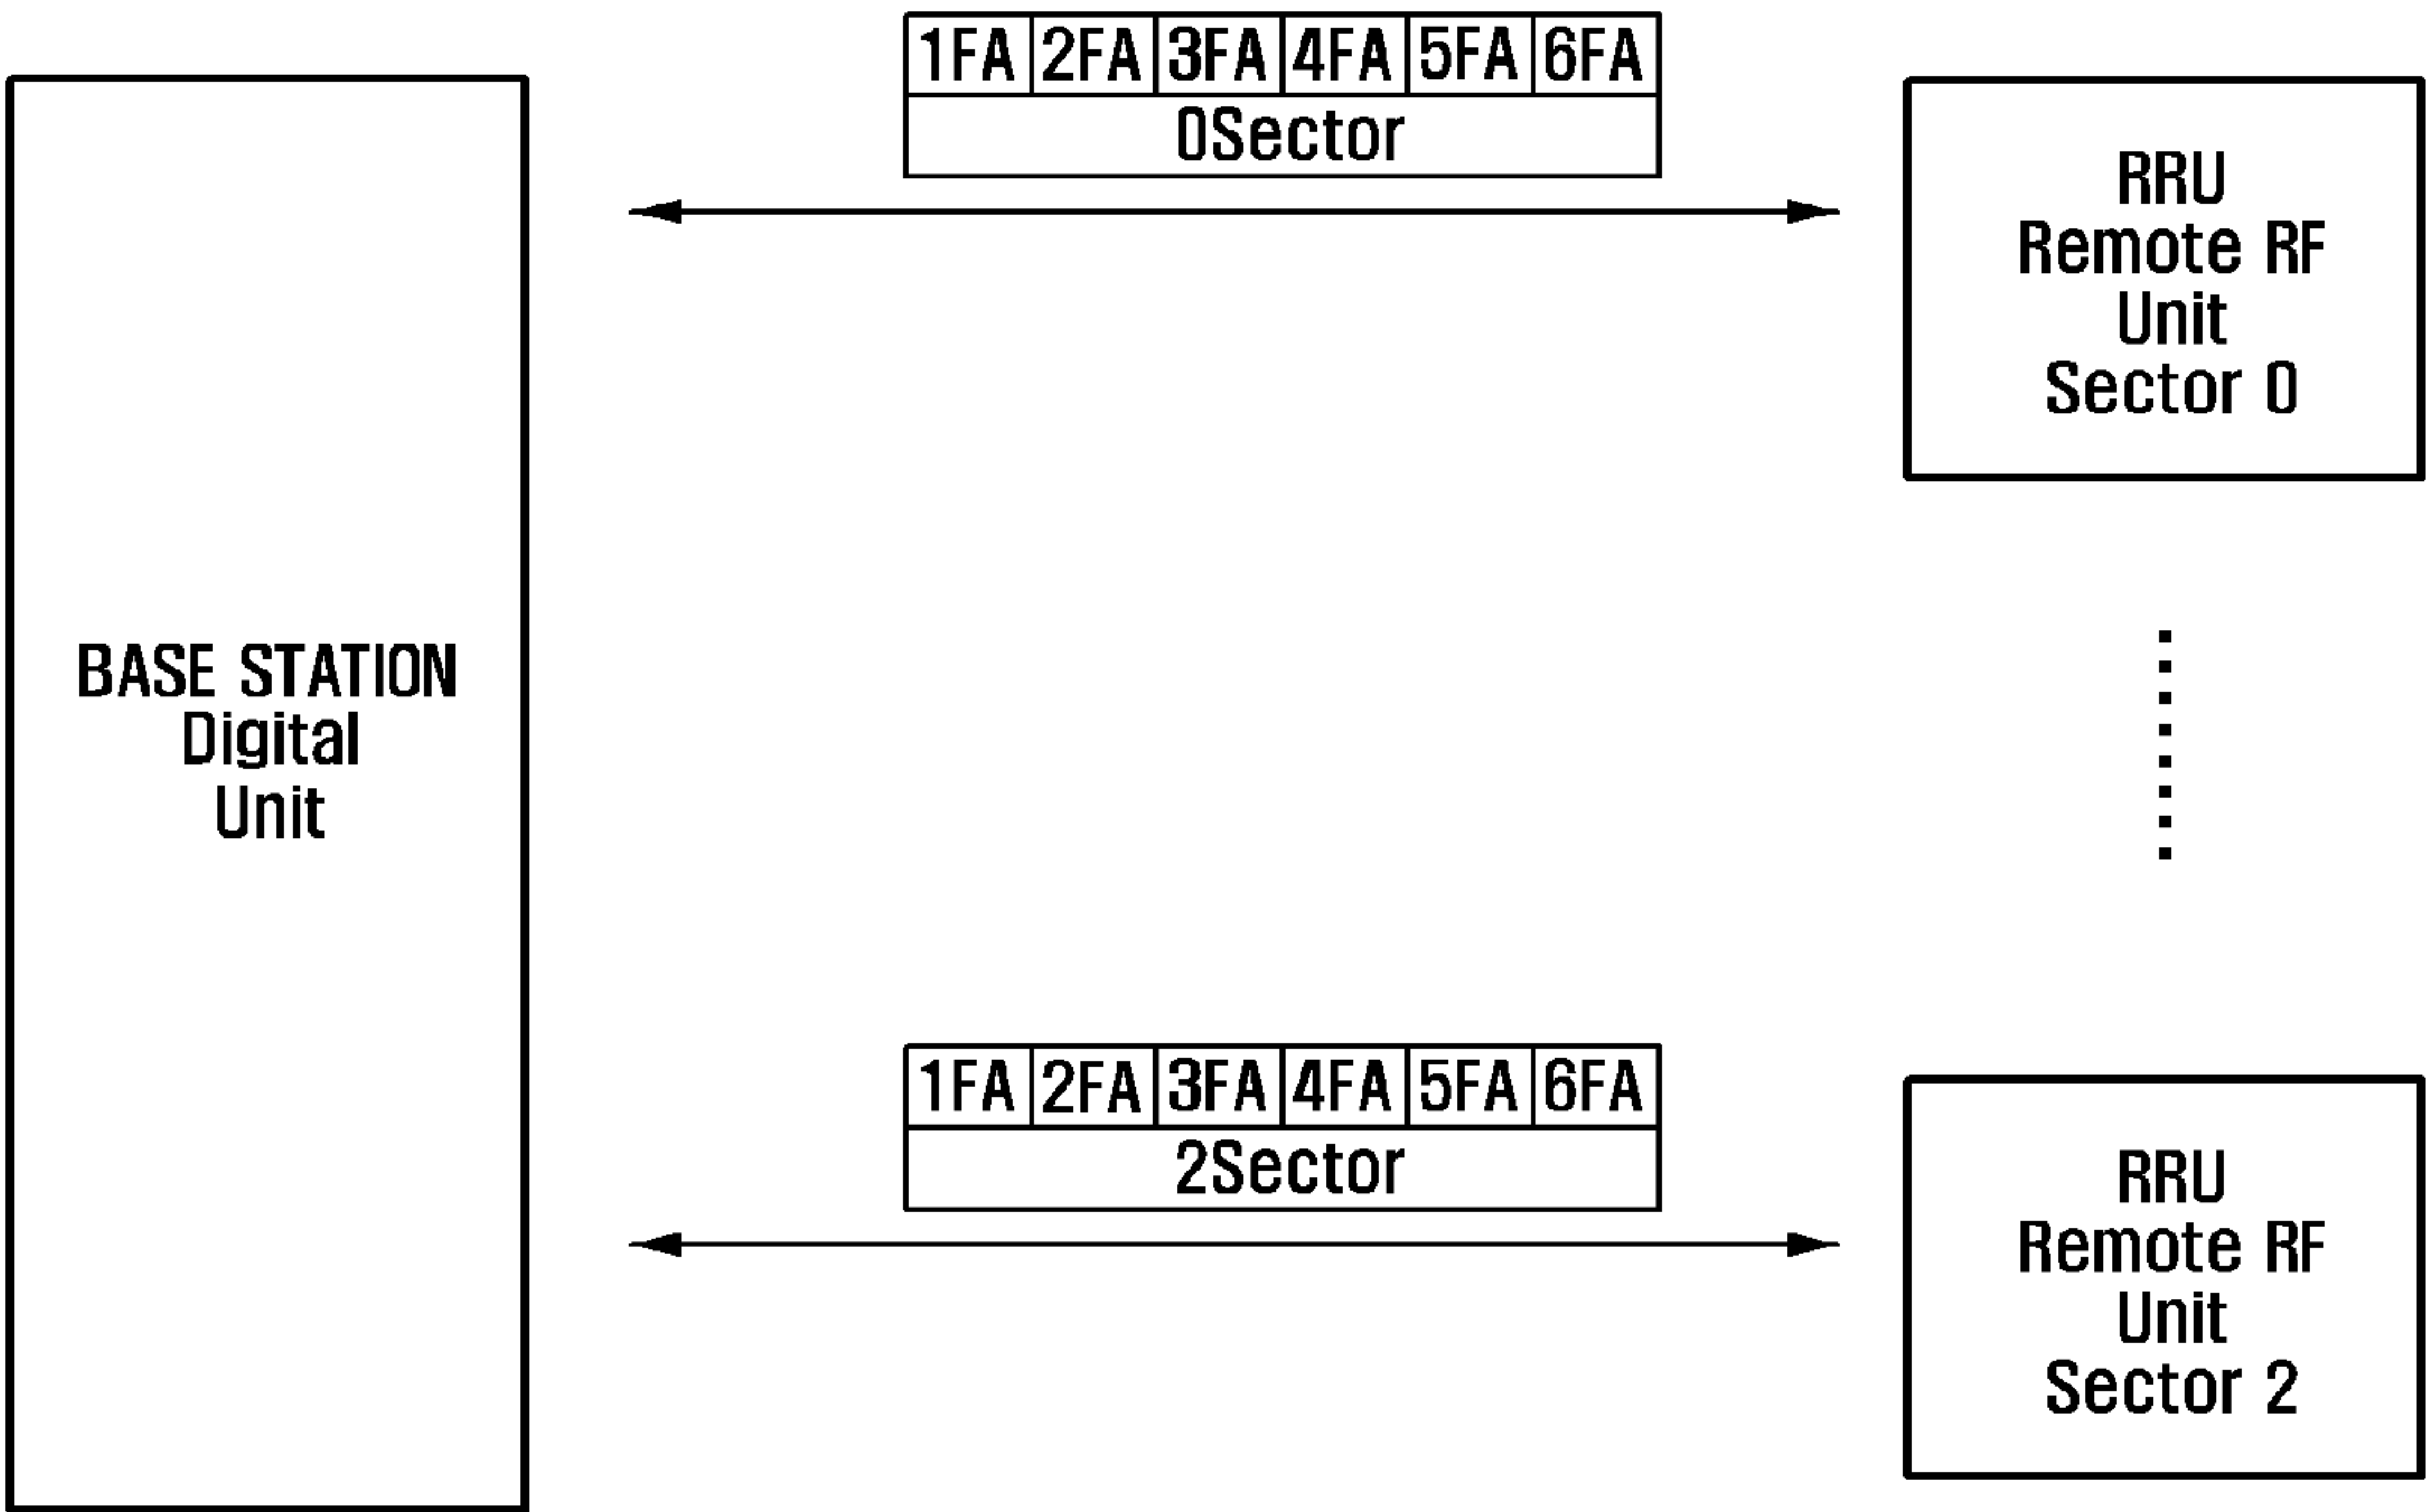 1FA 2FA 3FA 4FA 5FA 6FA
0Sector
RRU
Remote RF
Unit
Sector 0
BASE STATION
Digital
Unit
1FA 2FA 3FA 4FA 5FA 6FA
2Sector
RRU
Remote RF
Unit
Sector 2